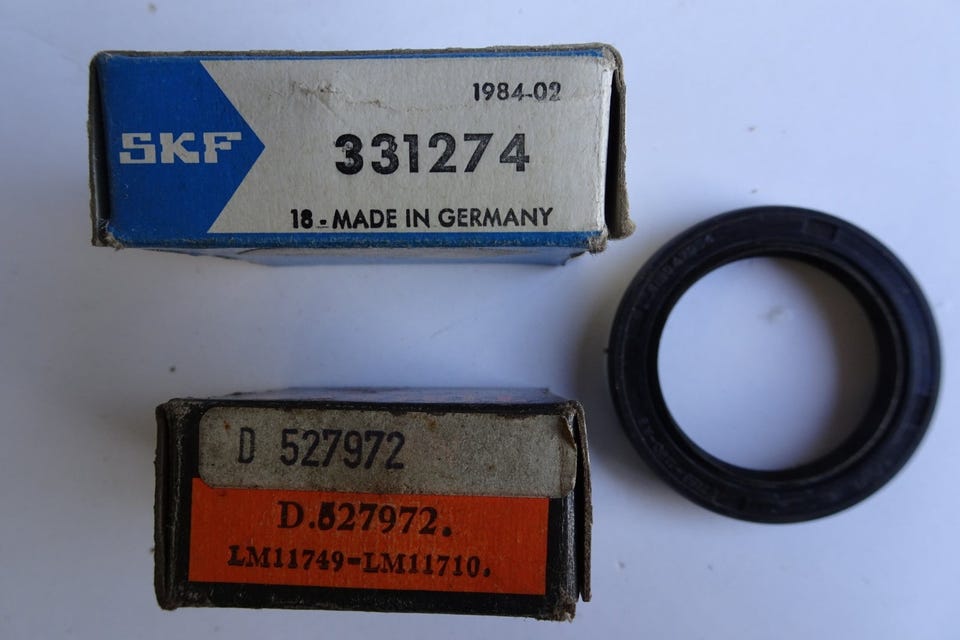 SKF
1984-02
331274
18 - MADE IN GERMANY
D 527972
D.527972.
LM11749-LM11710.